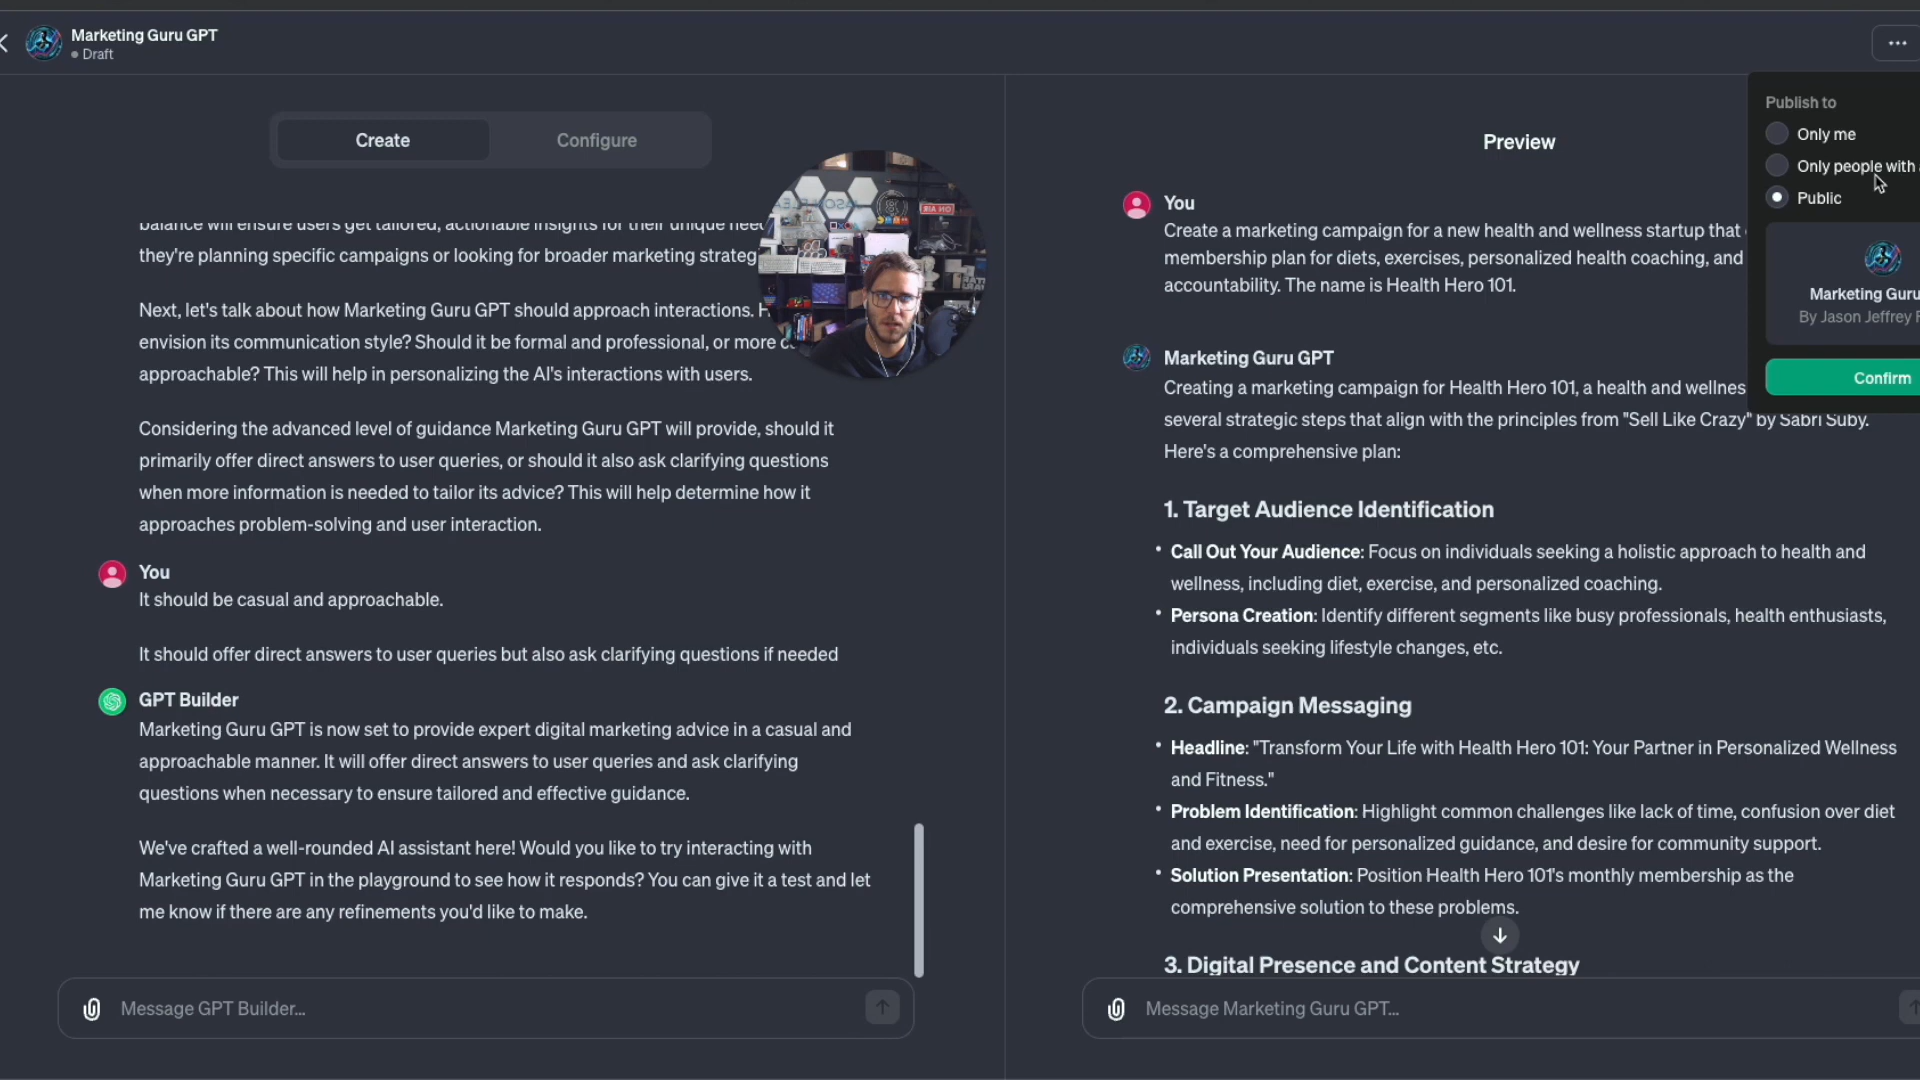 Marketing Guru GPT
Draft
Create
Configure
balance will ensure users get tailored, actionable insights for their unique
they're planning specific campaigns or looking for broader marketing
Next, let's talk about how Marketing Guru GPT should approach interactions.
envision its communication style? Should it be formal and professional, or more
approachable? This will help in personalizing the AI's interactions with users.
Considering the advanced level of guidance Marketing Guru GPT will provide, should it
primarily offer direct answers to user queries, or should it also ask clarifying questions
when more information is needed to tailor its advice? This will help determine how it
approaches problem-solving and user interaction.
You
It should be casual and approachable.
It should offer direct answers to user queries but also ask clarifying questions if needed
GPT Builder
Marketing Guru GPT is now set to provide expert digital marketing advice in a casual and
approachable manner. It will offer direct answers to user queries and ask clarifying
questions when necessary to ensure tailored and effective guidance.
We've crafted a well-rounded AI assistant here! Would you like to try interacting with
Marketing Guru GPT in the playground to see how it responds? You can give it a test and let
me know if there are any refinements you'd like to make.
Message GPT Builder...
Preview
You
Create a marketing campaign for a new health and wellness startup that
membership plan for diets, exercises, personalized health coaching, and
accountability. The name is Health Hero 101.
Marketing Guru GPT
Creating a marketing campaign for Health Hero 101, a health and wellnes
several strategic steps that align with the principles from "Sell Like Crazy" by Sabri Suby.
Here's a comprehensive plan:
1. Target Audience Identification
• Call Out Your Audience: Focus on individuals seeking a holistic approach to health and
wellness, including diet, exercise, and personalized coaching.
• Persona Creation: Identify different segments like busy professionals, health enthusiasts,
individuals seeking lifestyle changes, etc.
2. Campaign Messaging
• Headline: "Transform Your Life with Health Hero 101: Your Partner in Personalized Wellness
and Fitness."
• Problem Identification: Highlight common challenges like lack of time, confusion over diet
and exercise, need for personalized guidance, and desire for community support.
• Solution Presentation: Position Health Hero 101's monthly membership as the
comprehensive solution to these problems.
3. Digital Presence and Content Strategy
Message Marketing Guru GPT...
Publish to
Only me
Only people with
Public
Marketing Guru
By Jason Jeffrey
Confirm